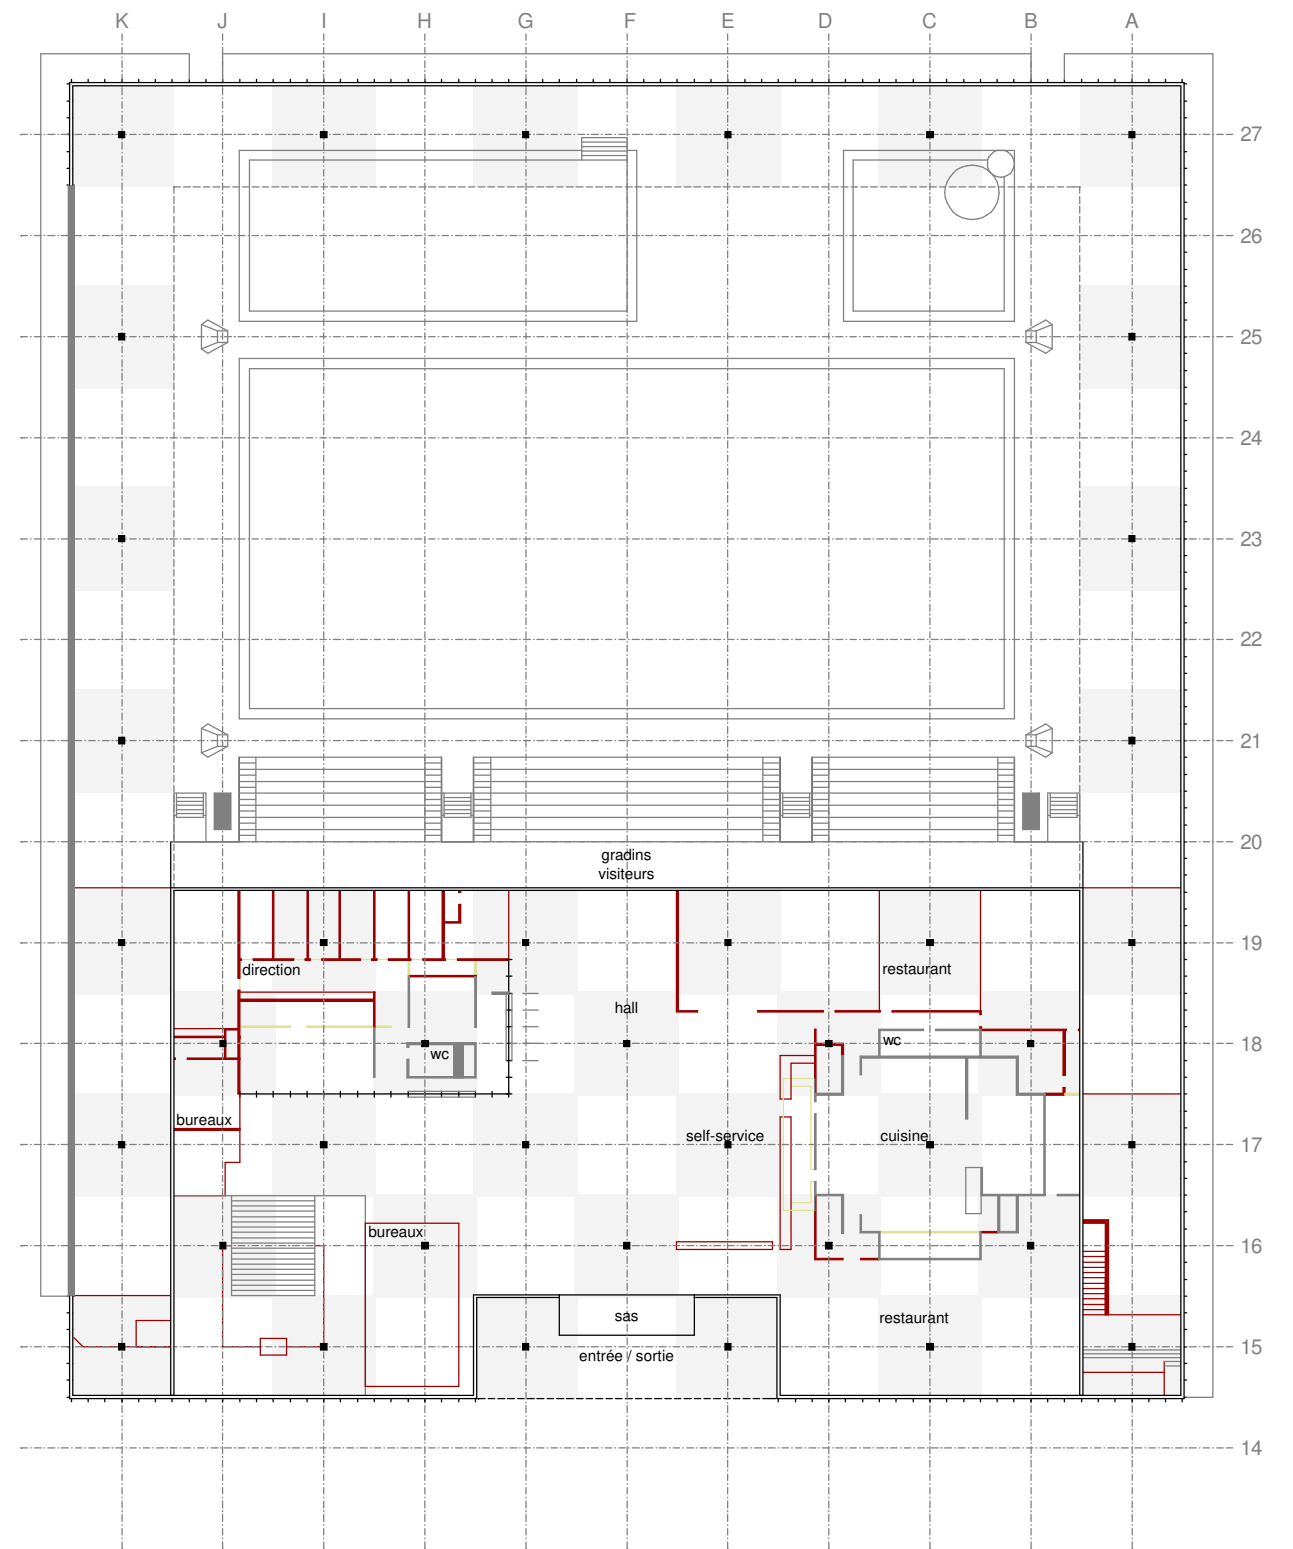 K J I H G F E D C B A
27
26
25
24
23
22
21
20
gradins
visiteurs
19
direction
restaurant
hall
18
wc
wc
bureaux
self-service
cuisine
17
bureaux
16
sas
restaurant
15
entrée / sortie
14